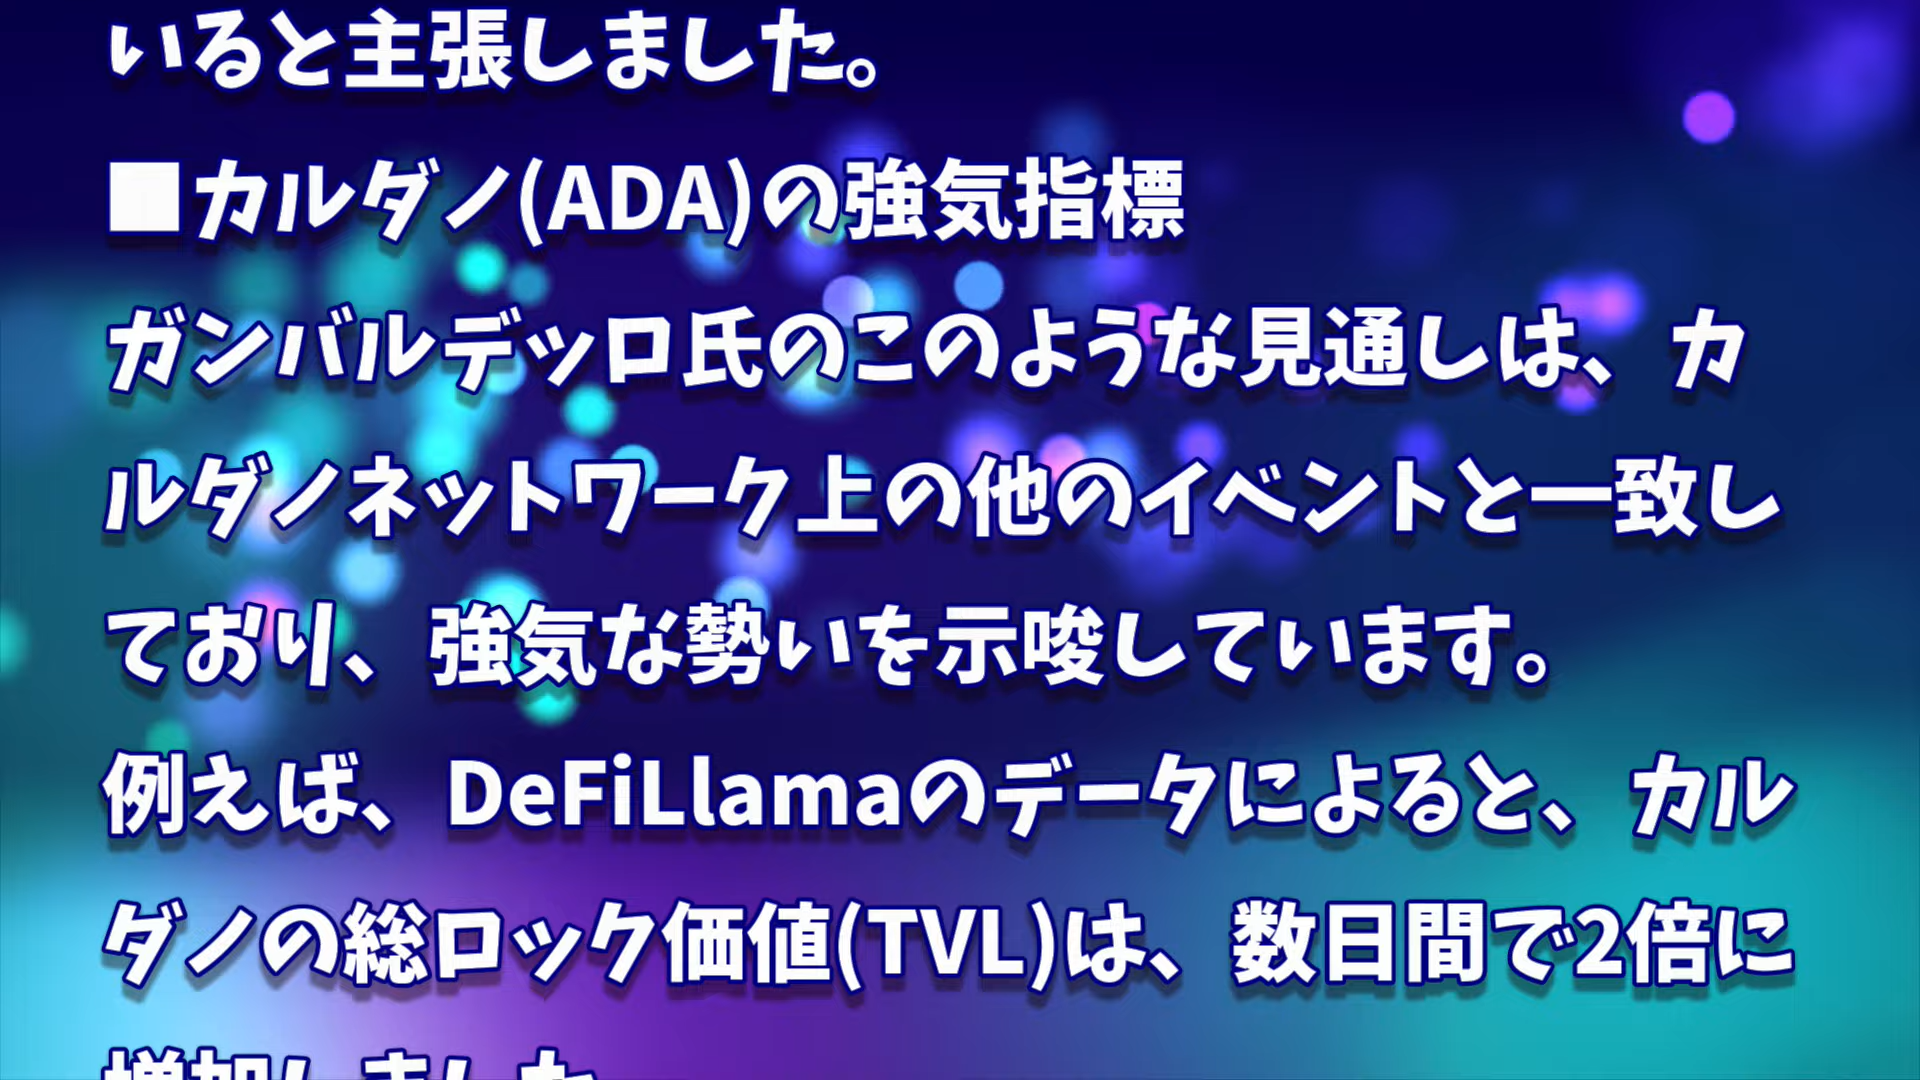 いると主張しました。
■カルダノ(ADA)の強気指標
ガンバルデッロ氏のこのような見通しは、カ
ルダノネットワーク上の他のイベントと一致し
ており、強気な勢いを示唆しています。
例えば、DeFiLlamaのデータによると、カル
ダノの総ロック価値(TVL)は、数日間で2倍に
増加しました